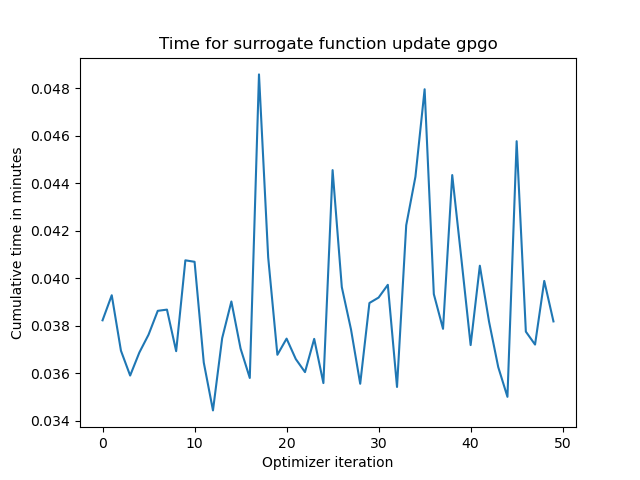 Time for surrogate function update gpgo
Cumulative time in minutes
0.048
0.046
0.044
0.042
0.040
0.038
0.036
0.034
0 10 20 30 40 50
Optimizer iteration